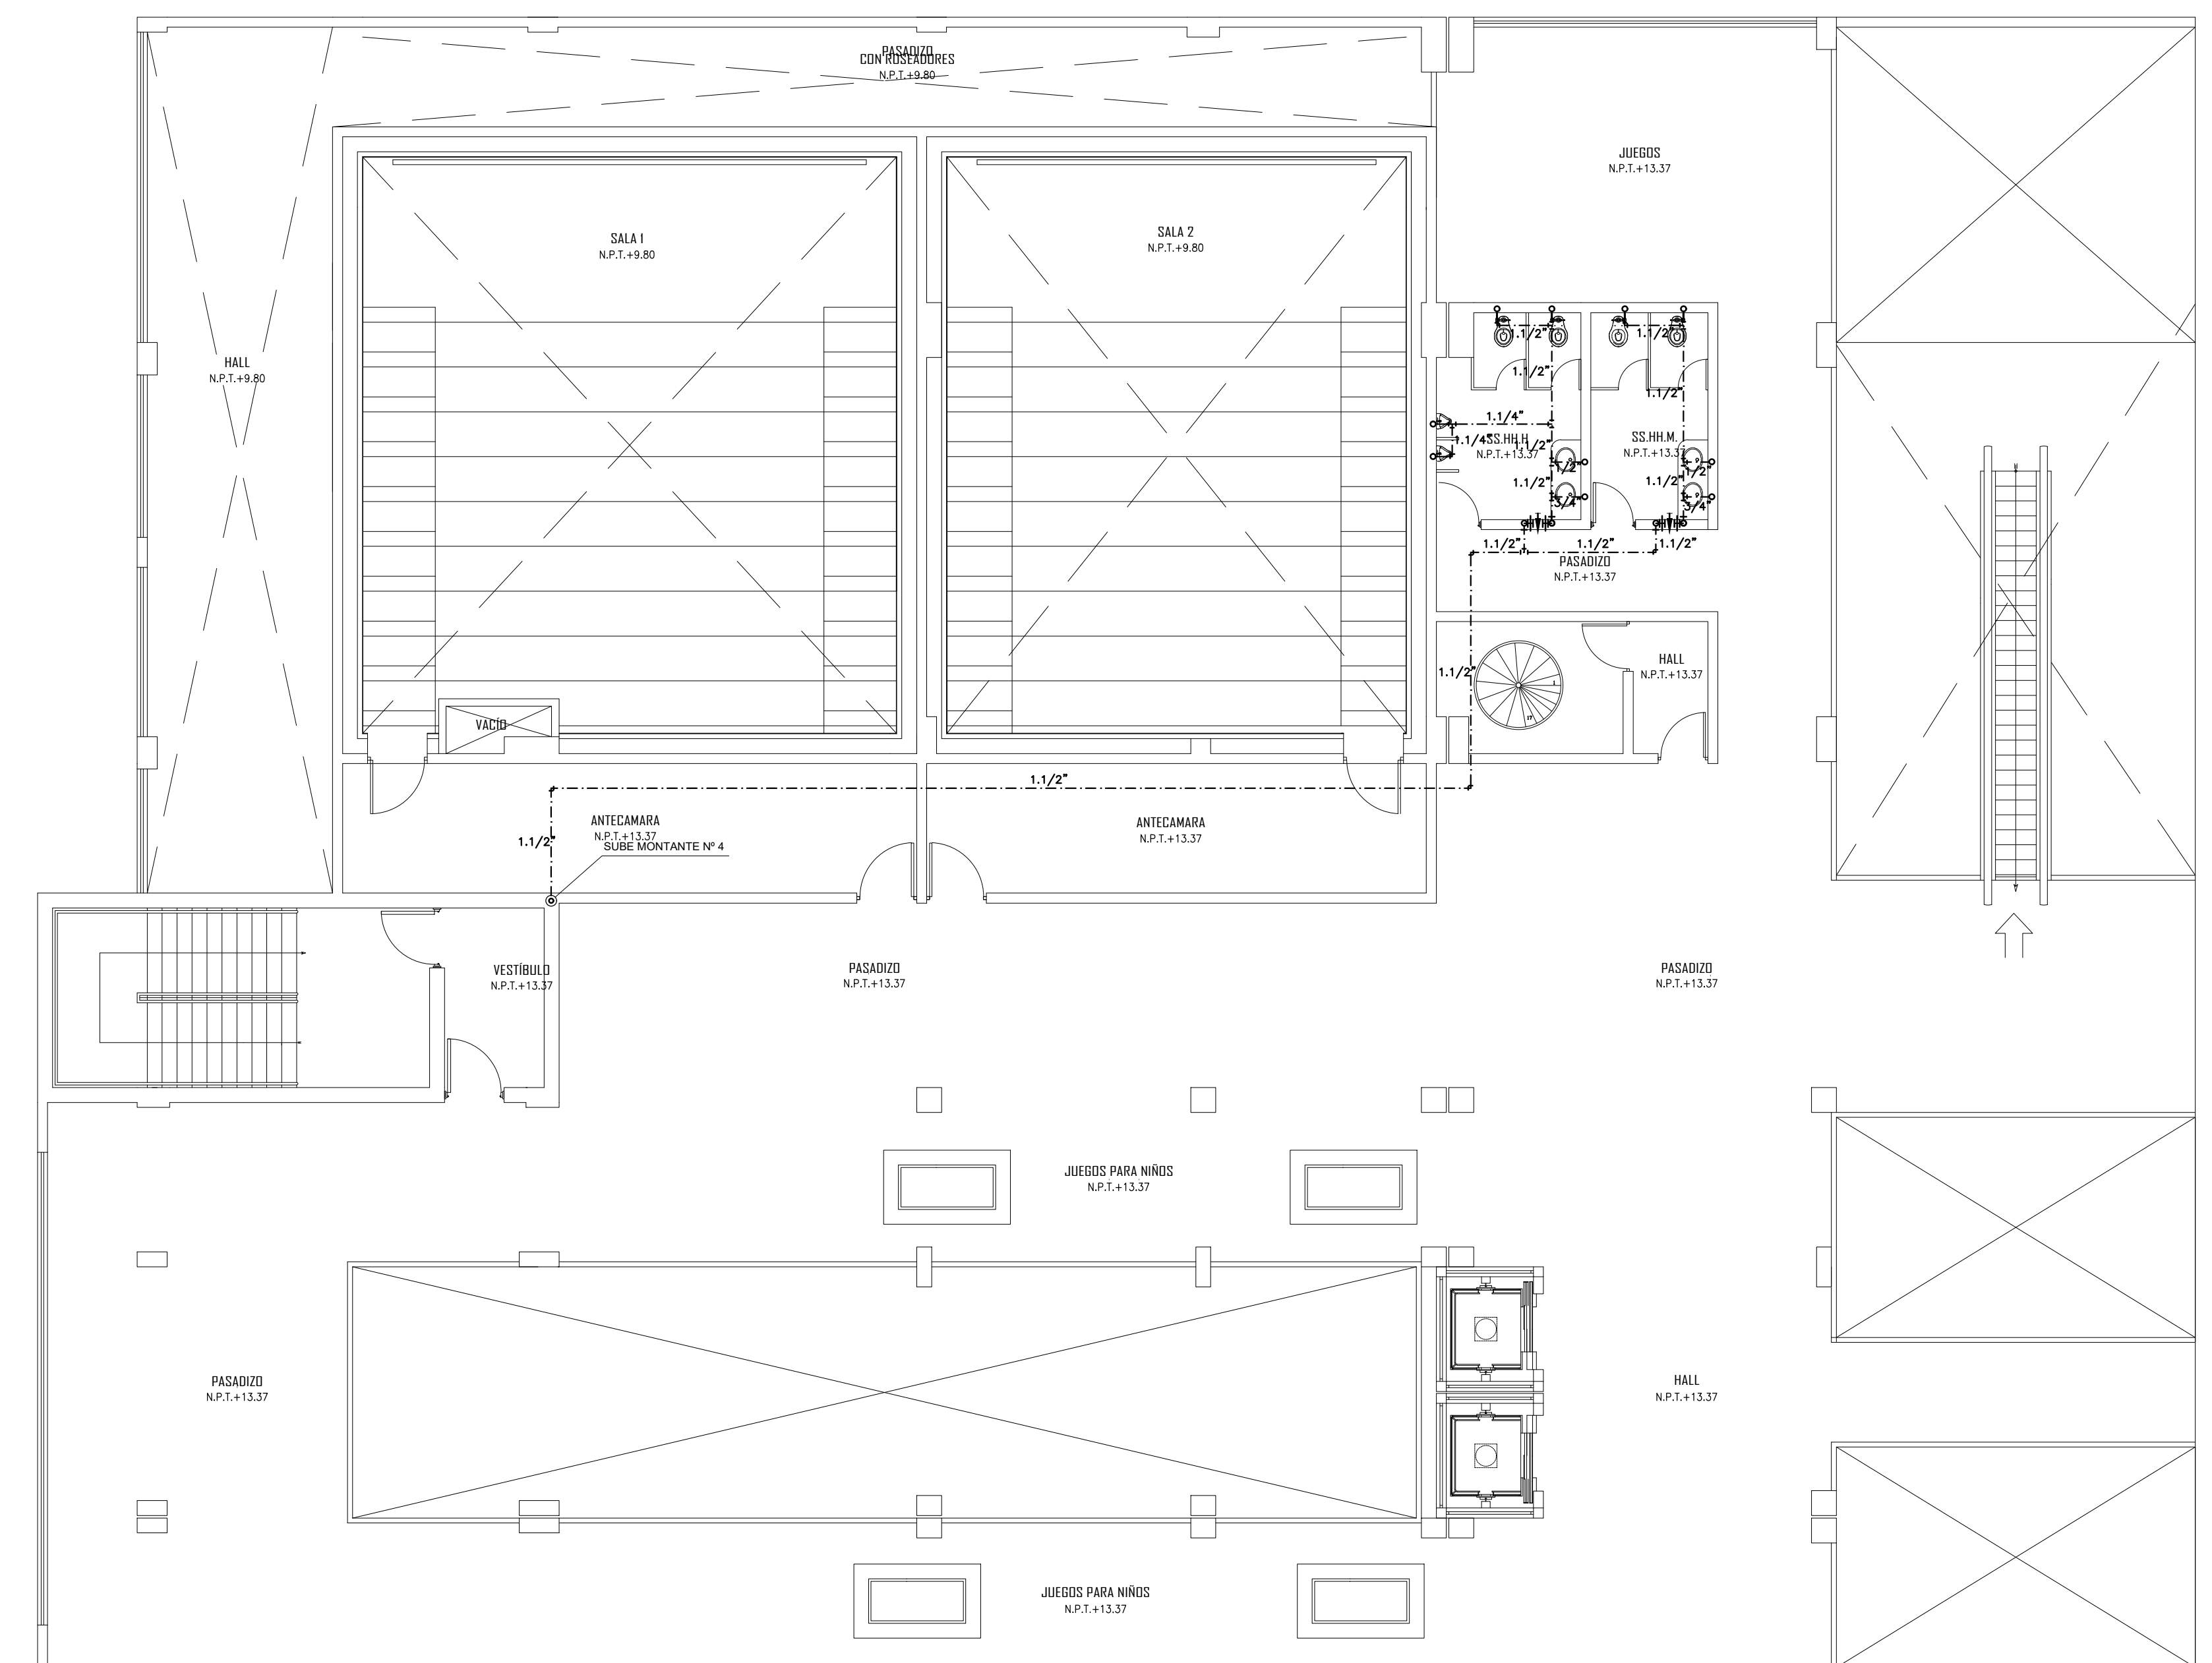 PASADIZO
CON ROSEADORES
N.P.T.+9.80
JUEGOS
N.P.T.+13.37
SALA 1
N.P.T.+9.80
SALA 2
N.P.T.+9.80
HALL
N.P.T.+9.80
1.1/2"
1.1/2"
1.1/2"
1.1/2"
1.1/4"
1.1/4"
SS.HH.H.
1.1/2"
N.P.T.+13.37
SS.HH.M.
N.P.T.+13.37
1/2"
1/2"
1.1/2"
1.1/2"
3/4"
3/4"
1.1/2"
1.1/2"
1.1/2"
PASADIZO
N.P.T.+13.37
HALL
N.P.T.+13.37
1.1/2"
1
17
VACÍO
1.1/2"
ANTECAMARA
N.P.T.+13.37
1.1/2"
SUBE MONTANTE Nº 4
ANTECAMARA
N.P.T.+13.37
VESTÍBULO
N.P.T.+13.37
PASADIZO
N.P.T.+13.37
PASADIZO
N.P.T.+13.37
JUEGOS PARA NIÑOS
N.P.T.+13.37
PASADIZO
N.P.T.+13.37
HALL
N.P.T.+13.37
JUEGOS PARA NIÑOS
N.P.T.+13.37